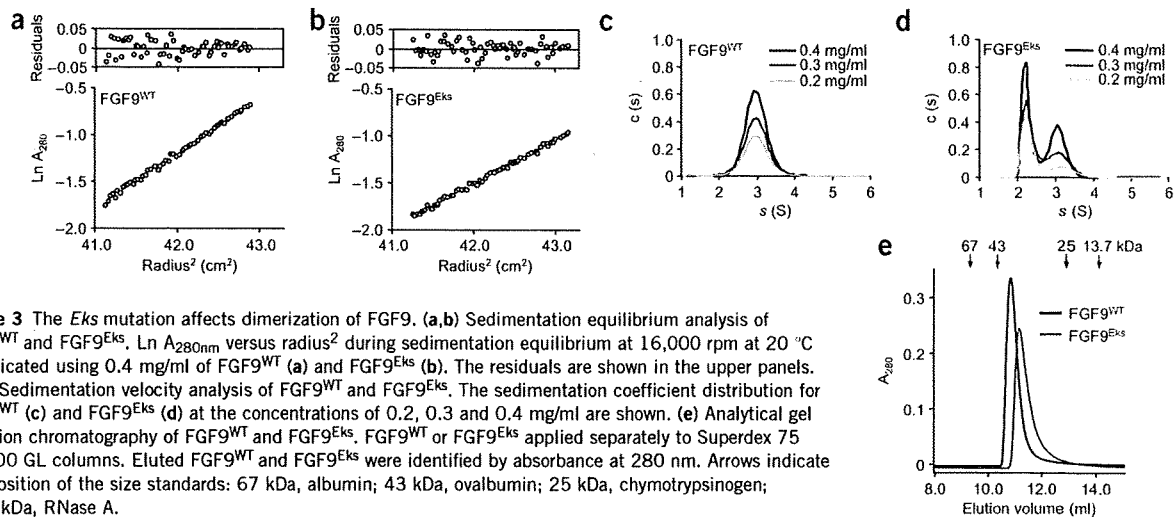 a
b
c
d
Residuals
0.05
0
–0.05
Residuals
0.05
0
–0.05
–0.5
–1.0
–1.5
–2.0
Ln A280
FGF9WT
41.0 42.0 43.0
Radius2 (cm2)
–0.5
–1.0
–1.5
–2.0
Ln A280
FGF9Eks
41.0 42.0 43.0
Radius2 (cm2)
FGF9WT
0.4 mg/ml
0.3 mg/ml
0.2 mg/ml
1.0
0.8
0.6
0.4
0.2
0
c (s)
1 2 3 4 5 6
s (S)
FGF9Eks
0.4 mg/ml
0.3 mg/ml
0.2 mg/ml
1.0
0.8
0.6
0.4
0.2
0
c (s)
1 2 3 4 5 6
s (S)
e
67 43 25 13.7 kDa
FGF9WT
FGF9Eks
0.3
0.2
0.1
0
A280
8.0 10.0 12.0 14.0
Elution volume (ml)
e 3 The Eks mutation affects dimerization of FGF9. (a,b) Sedimentation equilibrium analysis of
WT and FGF9Eks. Ln A280nm versus radius2 during sedimentation equilibrium at 16,000 rpm at 20 °C
icated using 0.4 mg/ml of FGF9WT (a) and FGF9Eks (b). The residuals are shown in the upper panels.
Sedimentation velocity analysis of FGF9WT and FGF9Eks. The sedimentation coefficient distribution for
WT (c) and FGF9Eks (d) at the concentrations of 0.2, 0.3 and 0.4 mg/ml are shown. (e) Analytical gel
ion chromatography of FGF9WT and FGF9Eks. FGF9WT or FGF9Eks applied separately to Superdex 75
00 GL columns. Eluted FGF9WT and FGF9Eks were identified by absorbance at 280 nm. Arrows indicate
osition of the size standards: 67 kDa, albumin; 43 kDa, ovalbumin; 25 kDa, chymotrypsinogen;
kDa, RNase A.